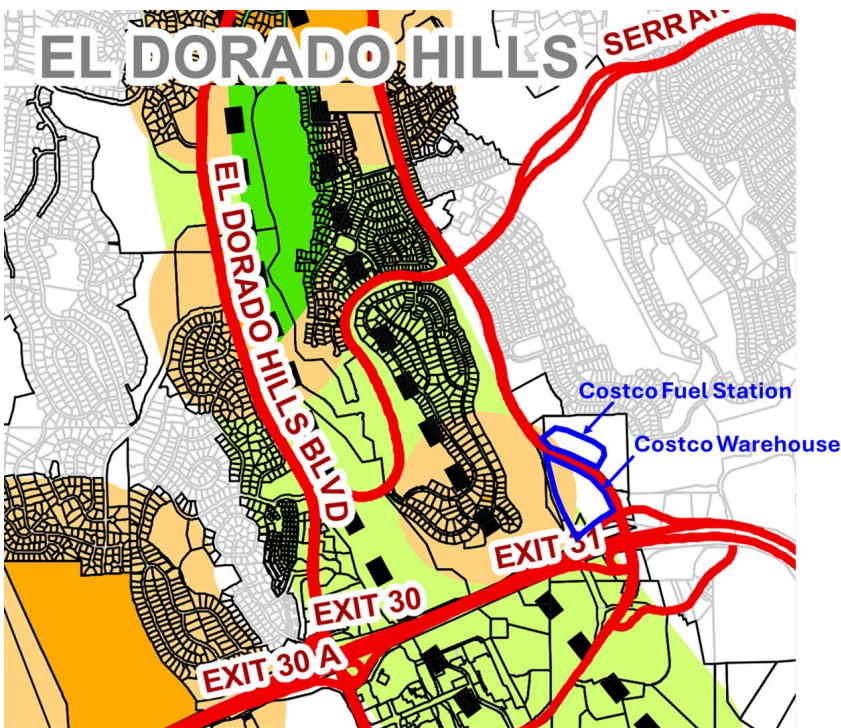 SERRAN
EL DORADO HILLS
EL DORADO HILLS BLVD
Costco Fuel Station
Costco Warehouse
EXIT 31
EXIT 30
EXIT 30 A